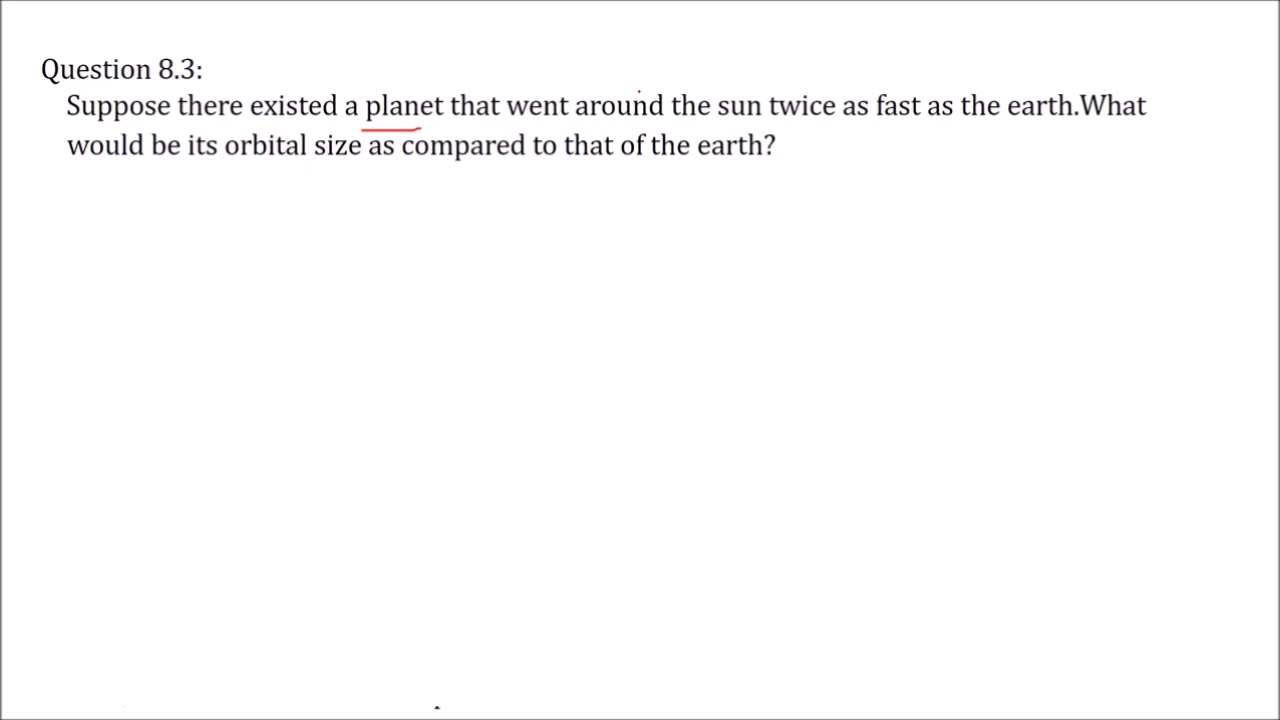 Question 8.3:
Suppose there existed a planet that went around the sun twice as fast as the earth.What
would be its orbital size as compared to that of the earth?